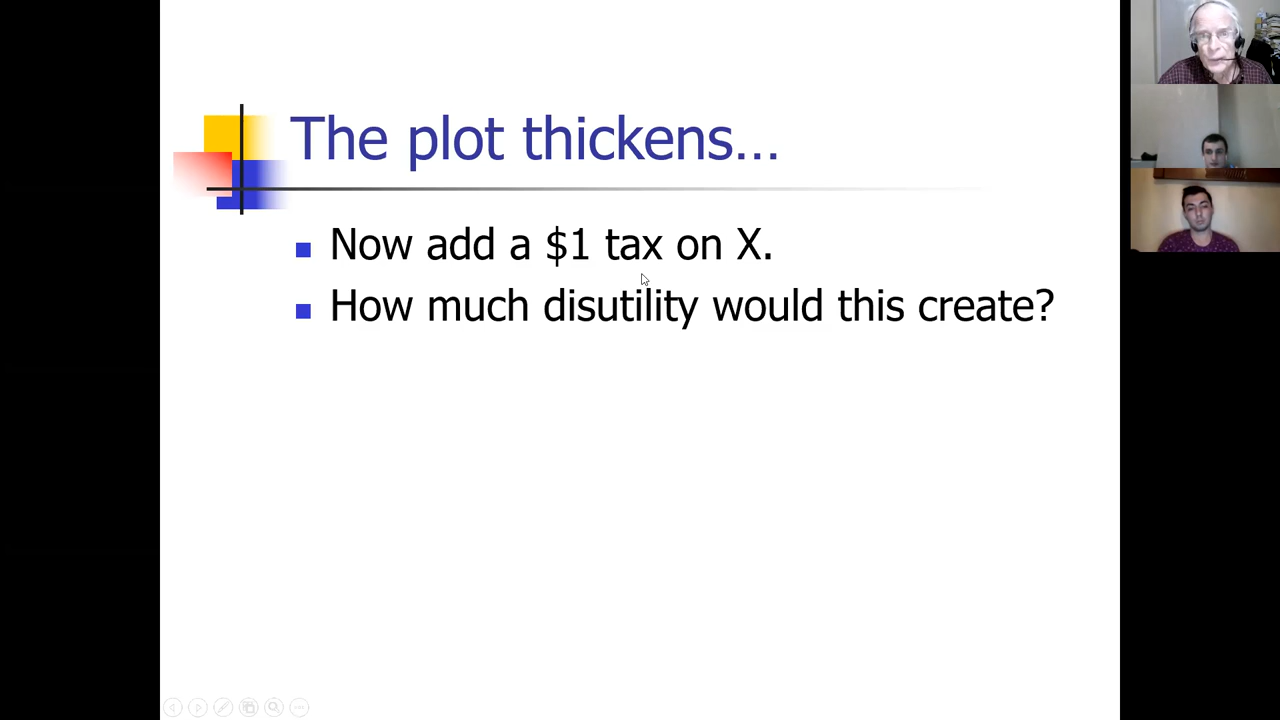 The plot thickens...
Now add a $1 tax on X.
How much disutility would this create?